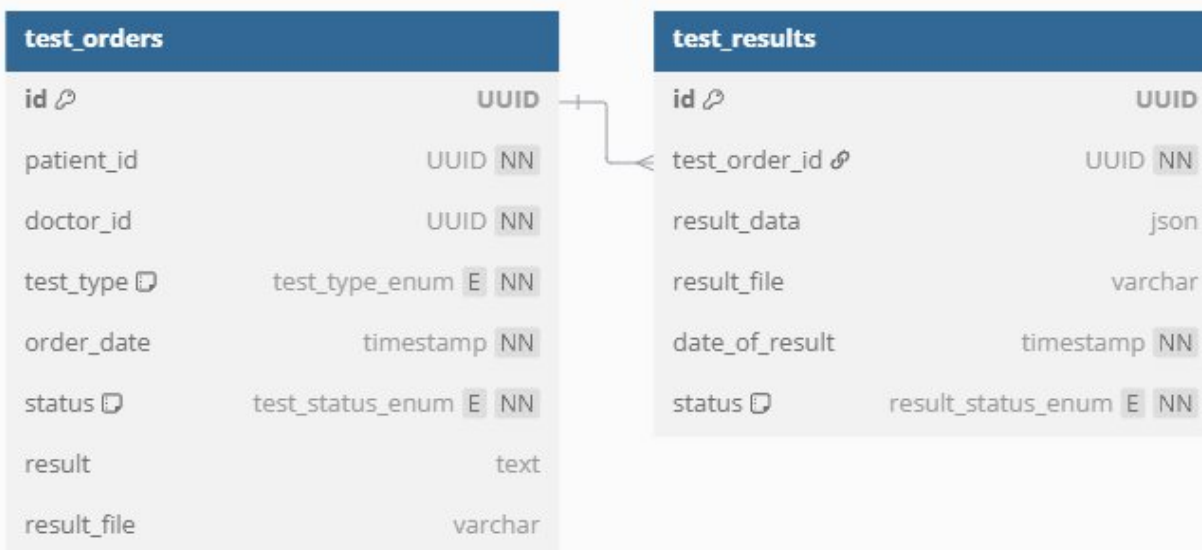 test_orders
id UUID
patient_id UUID NN
doctor_id UUID NN
test_type test_type_enum E NN
order_date timestamp NN
status test_status_enum E NN
result text
result_file varchar
test_results
id UUID
test_order_id UUID NN
result_data json
result_file varchar
date_of_result timestamp NN
status result_status_enum E NN